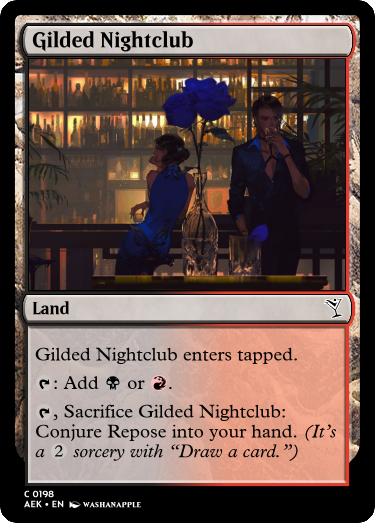 Gilded Nightclub
Land
Gilded Nightclub enters tapped.
: Add or .
, Sacrifice Gilded Nightclub:
Conjure Repose into your hand. (It's
a 2 sorcery with “Draw a card.”)
C 0198
AEK • EN WASHANAPPLE